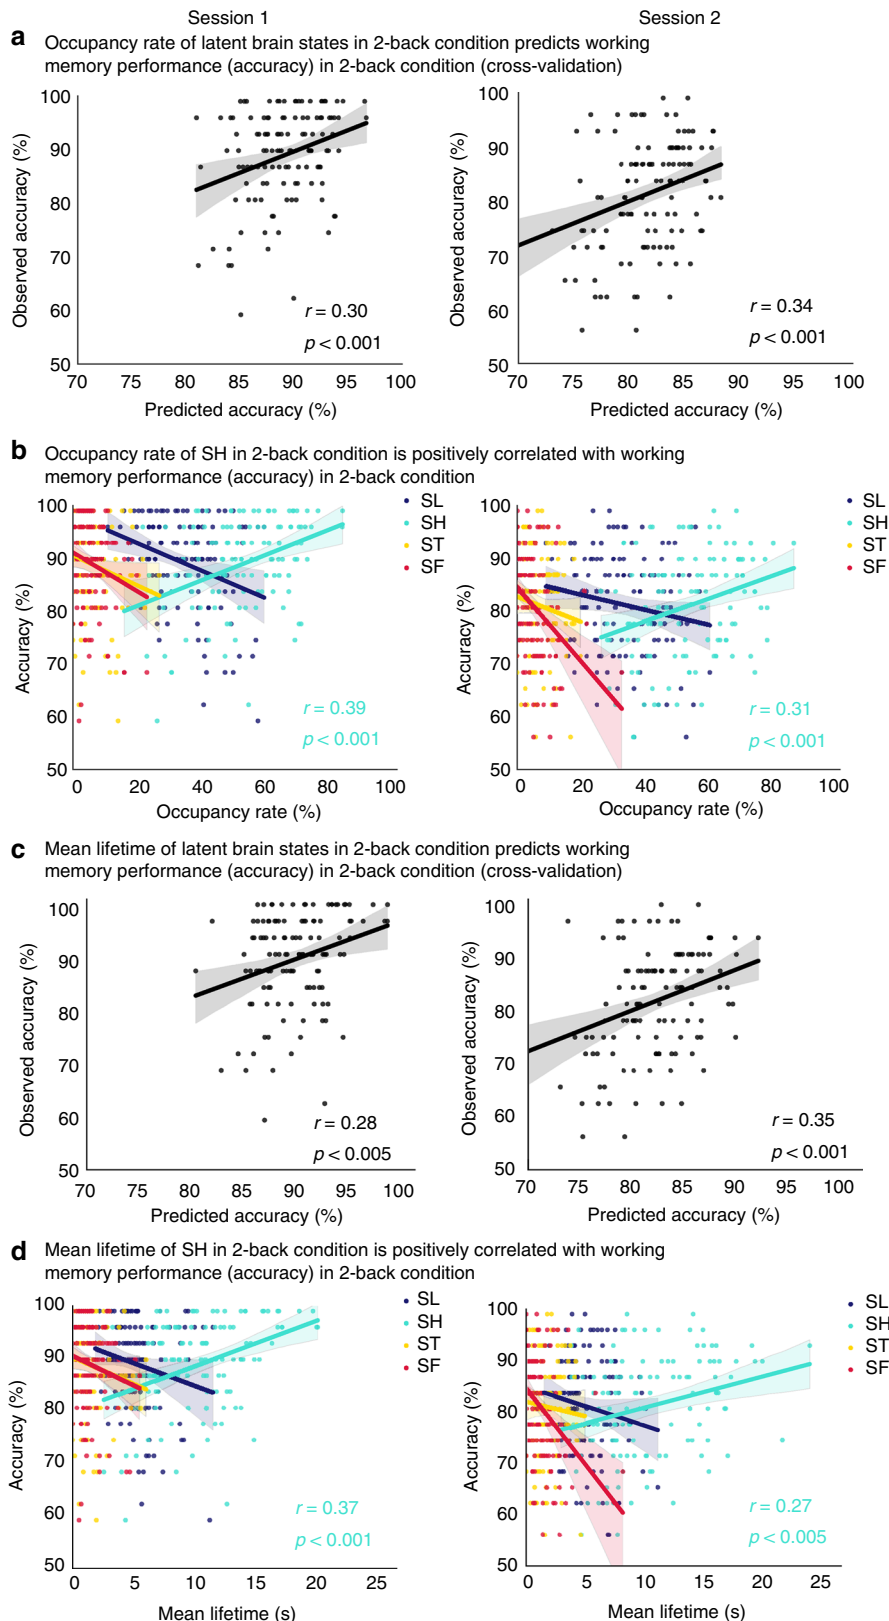 Session 1
Session 2
a
Occupancy rate of latent brain states in 2-back condition predicts working
memory performance (accuracy) in 2-back condition (cross-validation)
Observed accuracy (%)
100
90
80
70
60
50
70 75 80 85 90 95 100
Predicted accuracy (%)
r = 0.30
p < 0.001
Observed accuracy (%)
100
90
80
70
60
50
70 75 80 85 90 95 100
Predicted accuracy (%)
r = 0.34
p < 0.001
b
Occupancy rate of SH in 2-back condition is positively correlated with working
memory performance (accuracy) in 2-back condition
Accuracy (%)
100
90
80
70
60
50
0 20 40 60 80 100
Occupancy rate (%)
SL
SH
ST
SF
r = 0.39
p < 0.001
Accuracy (%)
100
90
80
70
60
50
0 20 40 60 80 100
Occupancy rate (%)
SL
SH
ST
SF
r = 0.31
p < 0.001
c
Mean lifetime of latent brain states in 2-back condition predicts working
memory performance (accuracy) in 2-back condition (cross-validation)
Observed accuracy (%)
100
90
80
70
60
50
70 75 80 85 90 95 100
Predicted accuracy (%)
r = 0.28
p < 0.005
Observed accuracy (%)
100
90
80
70
60
50
70 75 80 85 90 95 100
Predicted accuracy (%)
r = 0.35
p < 0.001
d
Mean lifetime of SH in 2-back condition is positively correlated with working
memory performance (accuracy) in 2-back condition
Accuracy (%)
100
90
80
70
60
50
0 5 10 15 20 25
Mean lifetime (s)
SL
SH
ST
SF
r = 0.37
p < 0.001
Accuracy (%)
100
90
80
70
60
50
0 5 10 15 20 25
Mean lifetime (s)
SL
SH
ST
SF
r = 0.27
p < 0.005